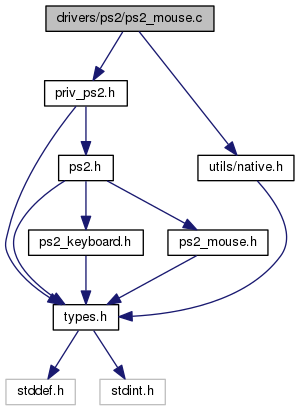 drivers/ps2/ps2_mouse.c
priv_ps2.h
ps2.h
utils/native.h
ps2_keyboard.h
ps2_mouse.h
types.h
stddef.h
stdint.h